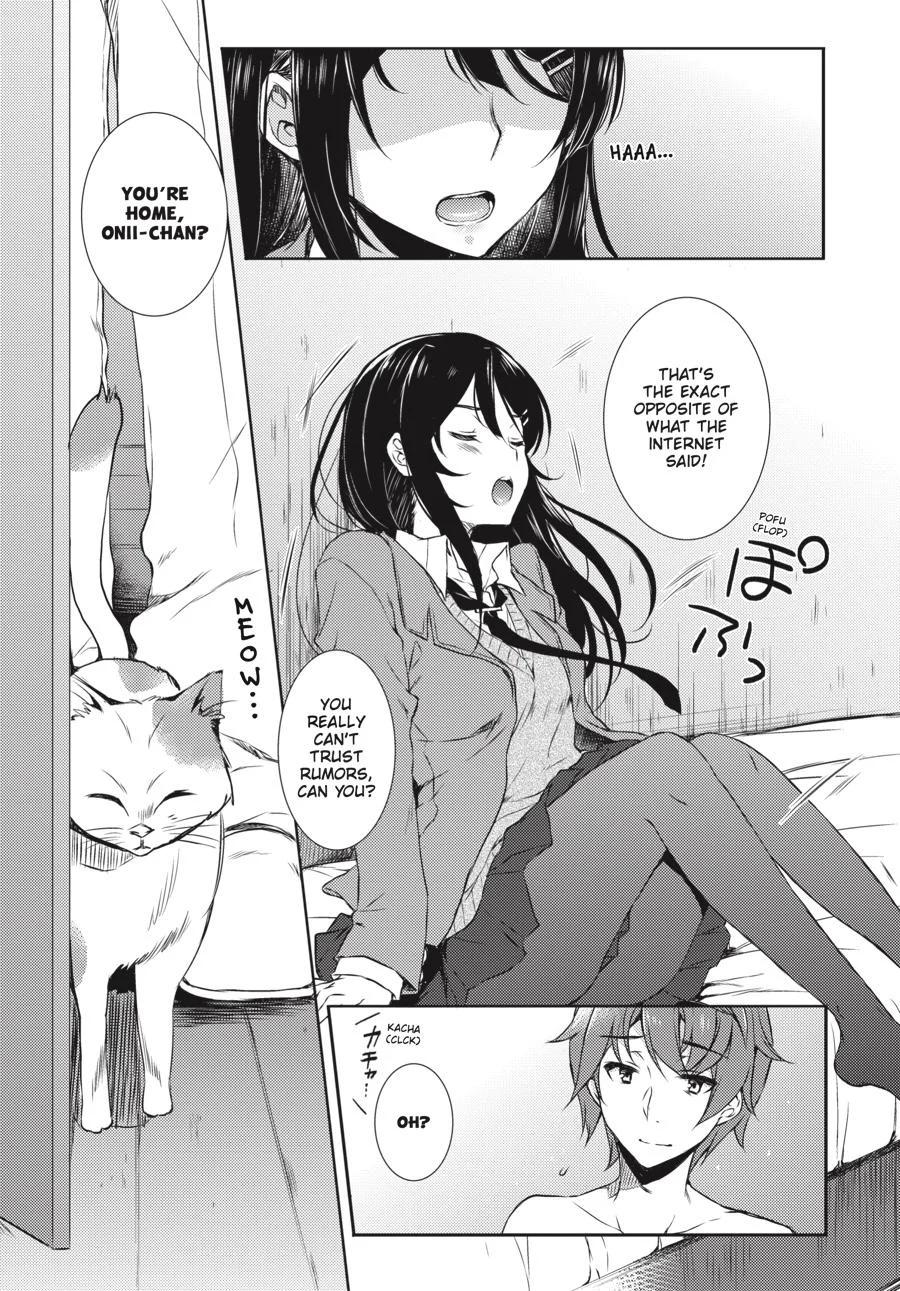 HAAA...
THAT'S
THE EXACT
OPPOSITE OF
WHAT THE
INTERNET
SAID!
POFU
(FLOP)
ぽ
ふっ
YOU
REALLY
CAN'T
TRUST
RUMORS,
CAN YOU?
KACHA
(CLCK)
カチャ…
OH?
YOU'RE
HOME,
ONII-CHAN?
MEOW...